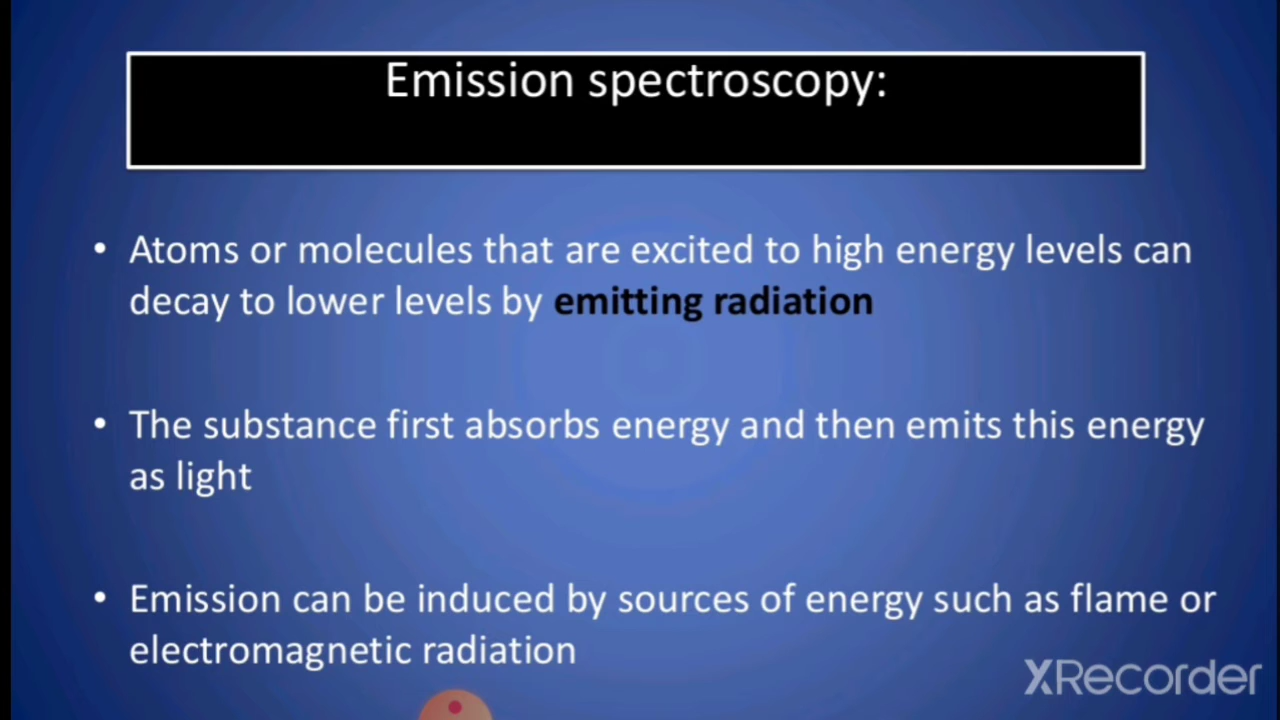 Emission spectroscopy:
• Atoms or molecules that are excited to high energy levels can
decay to lower levels by emitting radiation
• The substance first absorbs energy and then emits this energy
as light
• Emission can be induced by sources of energy such as flame or
electromagnetic radiation
XRecorder